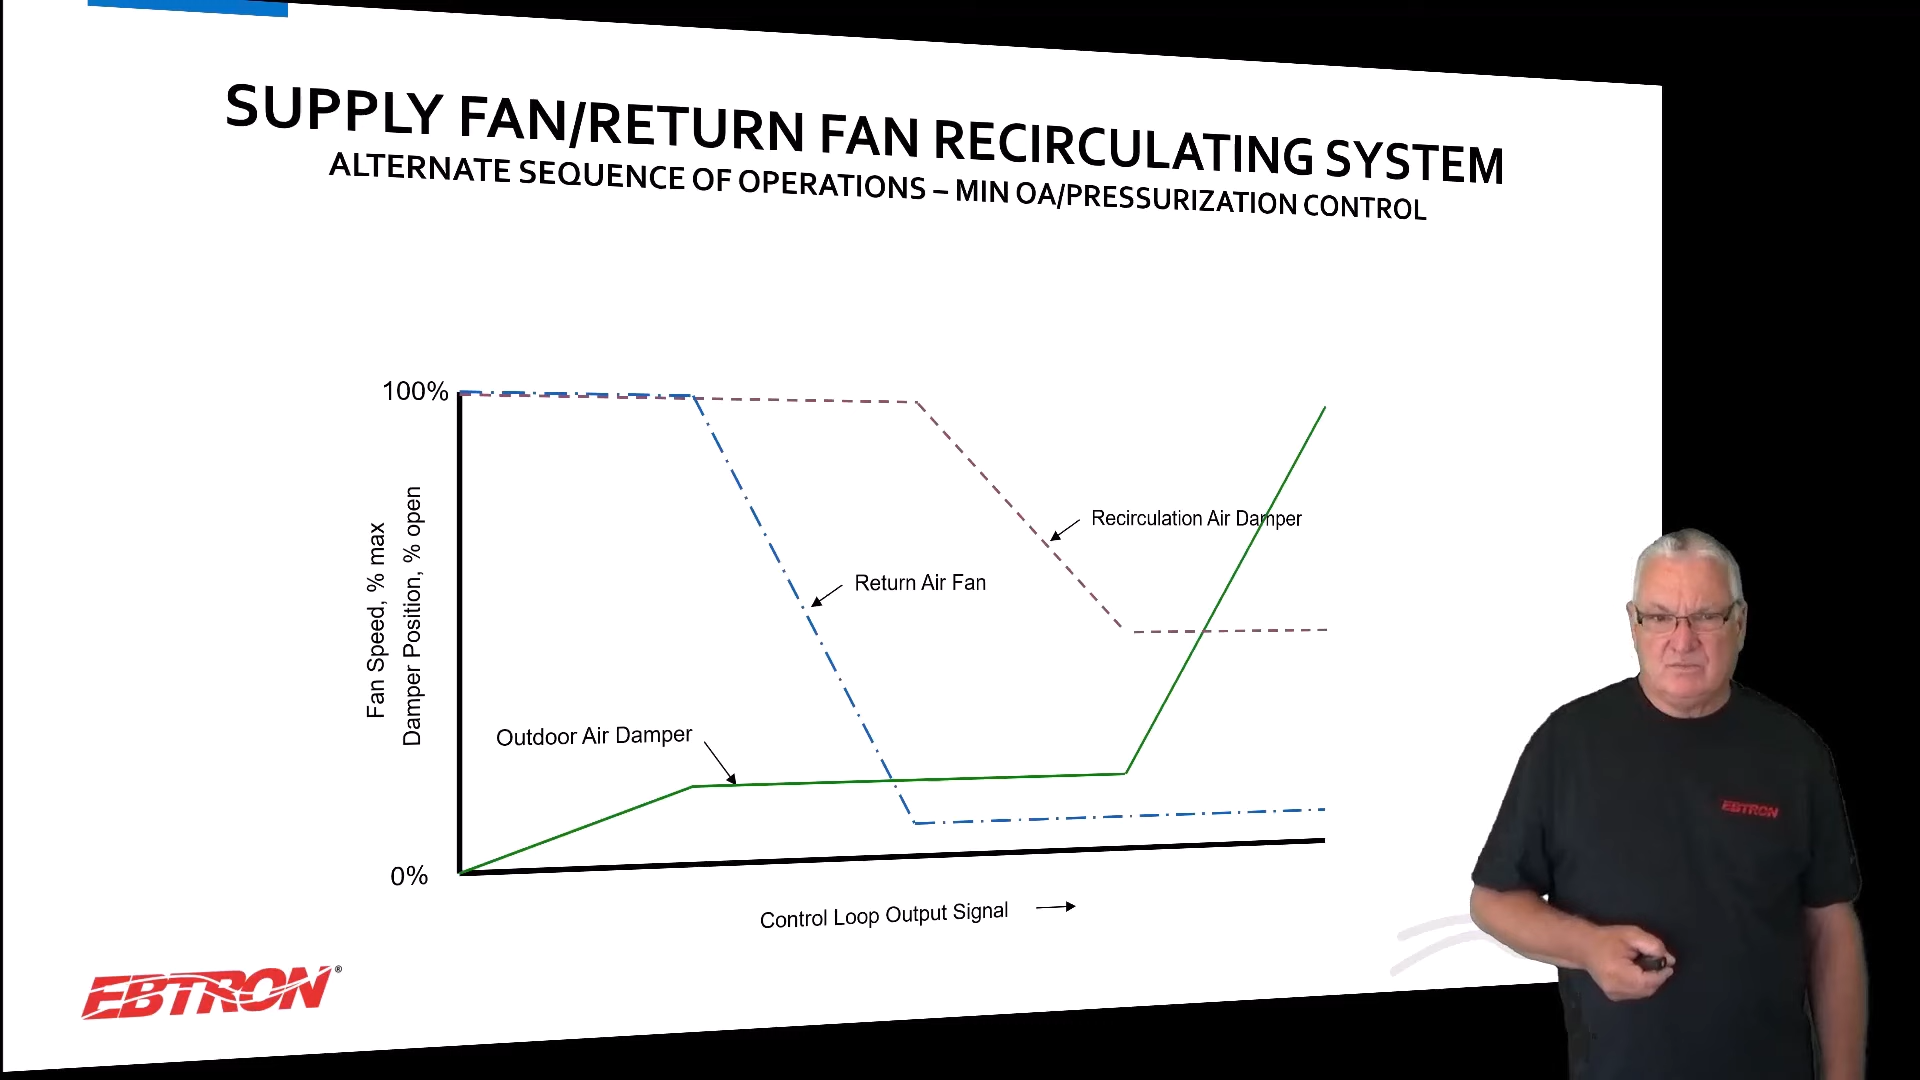 SUPPLY FAN/RETURN FAN RECIRCULATING SYSTEM
ALTERNATE SEQUENCE OF OPERATIONS – MIN OA/PRESSURIZATION CONTROL
100%
Recirculation Air Damper
Return Air Fan
Fan Speed, % max
Damper Position, % open
Outdoor Air Damper
0%
Control Loop Output Signal
EBTRON®
EBTRON